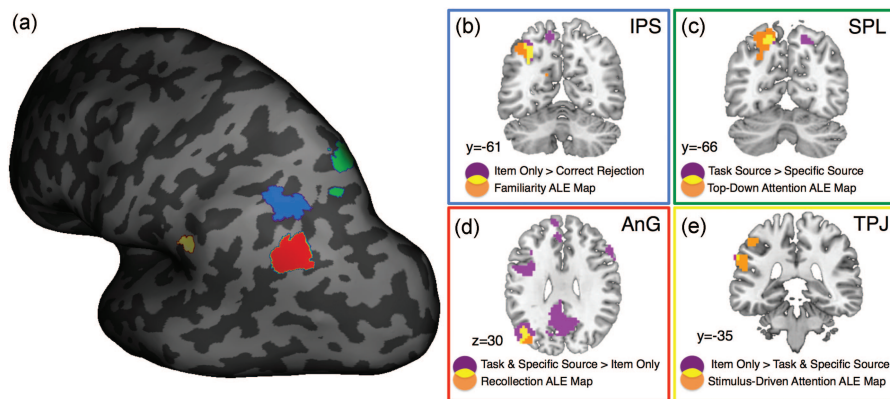 (a)
(b) IPS
y=-61
Item Only > Correct Rejection
Familiarity ALE Map
(c) SPL
y=-66
Task Source > Specific Source
Top-Down Attention ALE Map
(d) AnG
z=30
Task & Specific Source > Item Only
Recollection ALE Map
(e) TPJ
y=-35
Item Only > Task & Specific Source
Stimulus-Driven Attention ALE Map